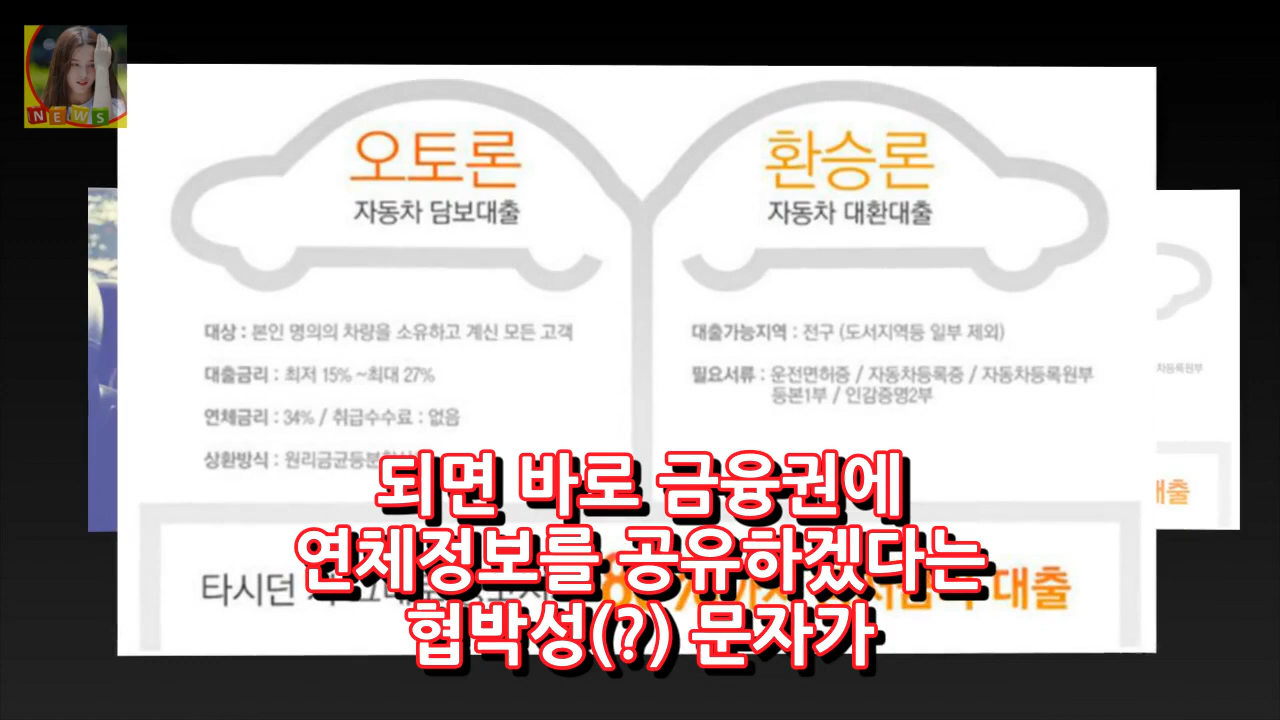 NEWS
오토론
자동차 담보대출
환승론
자동차 대환대출
대상 : 본인 명의의 차량을 소유하고 계신 모든 고객
대출금리 : 최저 15% ~최대 27%
연체금리 : 34% / 취급수수료 : 없음
상환방식 : 원리금균등분할
대출가능지역 : 전구 (도서지역등 일부 제외)
필요서류 : 운전면허증 / 자동차등록증 / 자동차등록원부
등본1부 / 인감증명2부
차등록원부
대출
타시던
대출
되면 바로 금융권에
연체정보를 공유하겠다는
협박성(?) 문자가